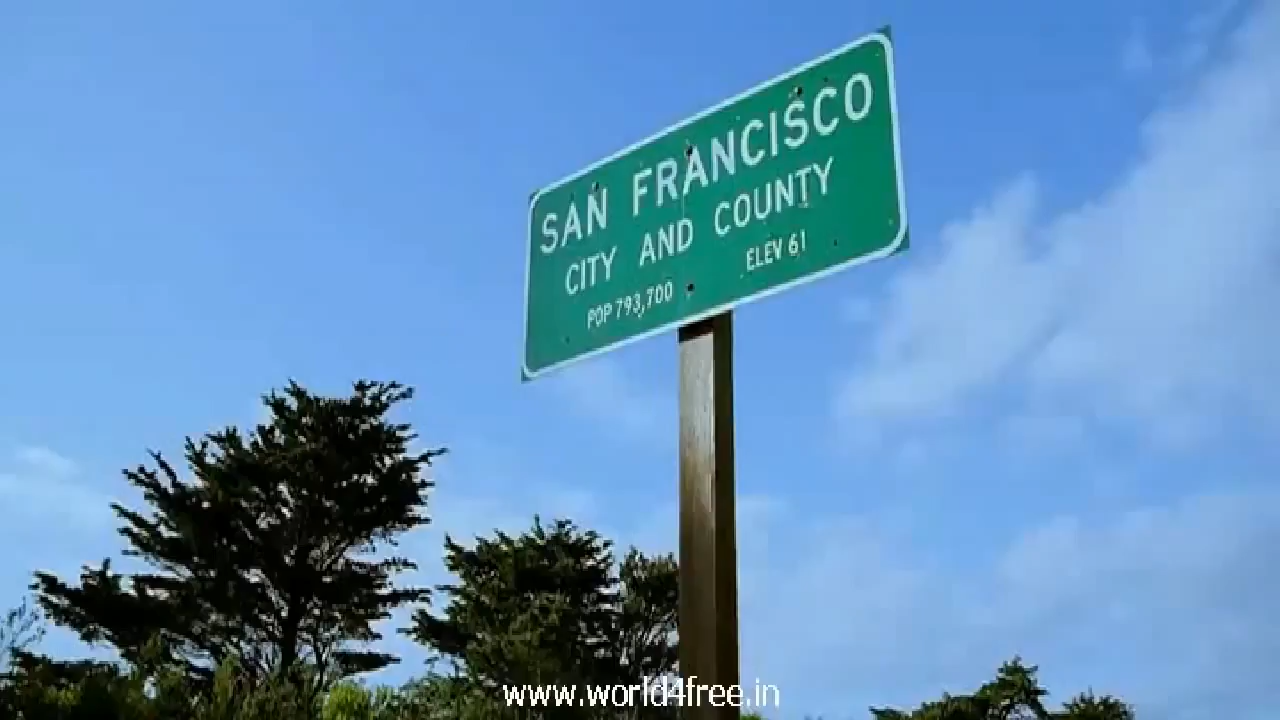 SAN FRANCISCO
CITY AND COUNTY
POP 793,700 ELEV 61
www.world4free.in